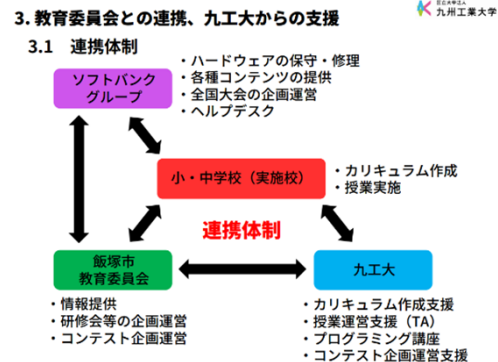 3. 教育委員会との連携、九工大からの支援
国立大学法人
九州工業大学
3.1 連携体制
ソフトバンク
グループ
・ハードウェアの保守・修理
・各種コンテンツの提供
・全国大会の企画運営
・ヘルプデスク
小・中学校（実施校）
・カリキュラム作成
・授業実施
連携体制
飯塚市
教育委員会
九工大
・情報提供
・研修会等の企画運営
・コンテスト企画運営
・カリキュラム作成支援
・授業運営支援（TA）
・プログラミング講座
・コンテスト企画運営支援